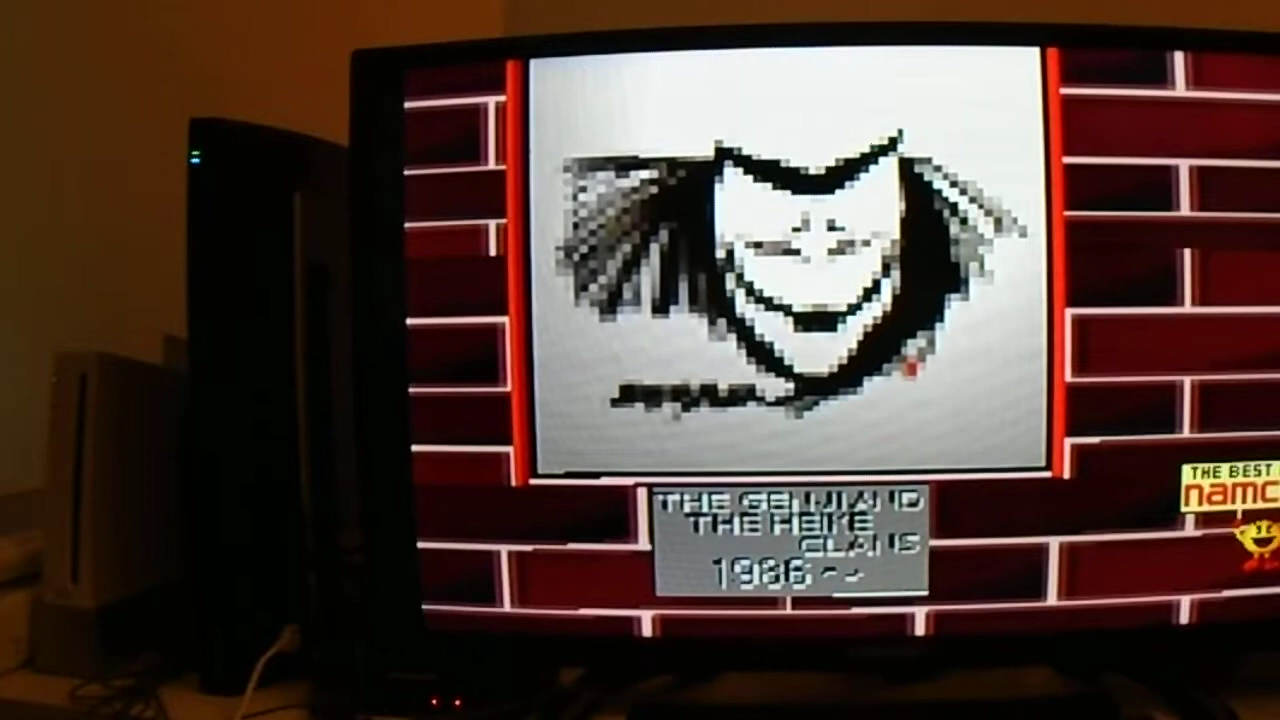 THE GENJI AND
THE HEIKE
CLANS
1986~
THE BEST
namc